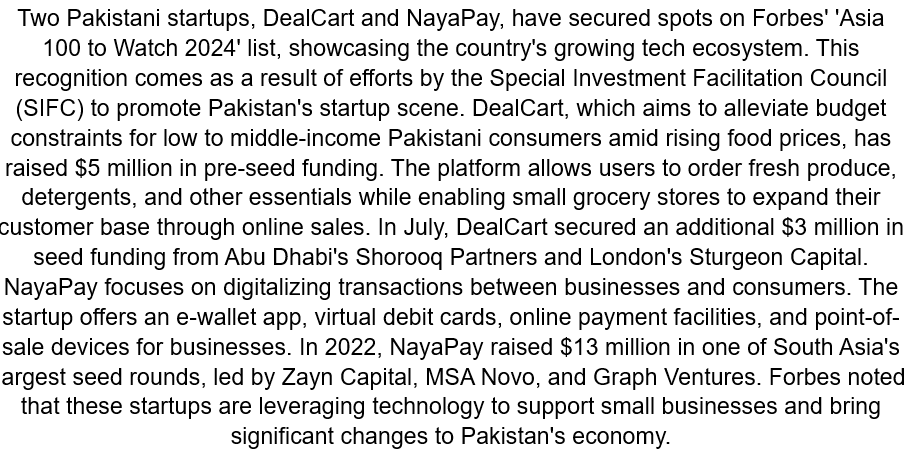 Two Pakistani startups, DealCart and NayaPay, have secured spots on Forbes' 'Asia
100 to Watch 2024' list, showcasing the country's growing tech ecosystem. This
recognition comes as a result of efforts by the Special Investment Facilitation Council
(SIFC) to promote Pakistan's startup scene. DealCart, which aims to alleviate budget
constraints for low to middle-income Pakistani consumers amid rising food prices, has
raised $5 million in pre-seed funding. The platform allows users to order fresh produce,
detergents, and other essentials while enabling small grocery stores to expand their
customer base through online sales. In July, DealCart secured an additional $3 million in
seed funding from Abu Dhabi's Shorooq Partners and London's Sturgeon Capital.
NayaPay focuses on digitalizing transactions between businesses and consumers. The
startup offers an e-wallet app, virtual debit cards, online payment facilities, and point-of-
sale devices for businesses. In 2022, NayaPay raised $13 million in one of South Asia's
argest seed rounds, led by Zayn Capital, MSA Novo, and Graph Ventures. Forbes noted
that these startups are leveraging technology to support small businesses and bring
significant changes to Pakistan's economy.